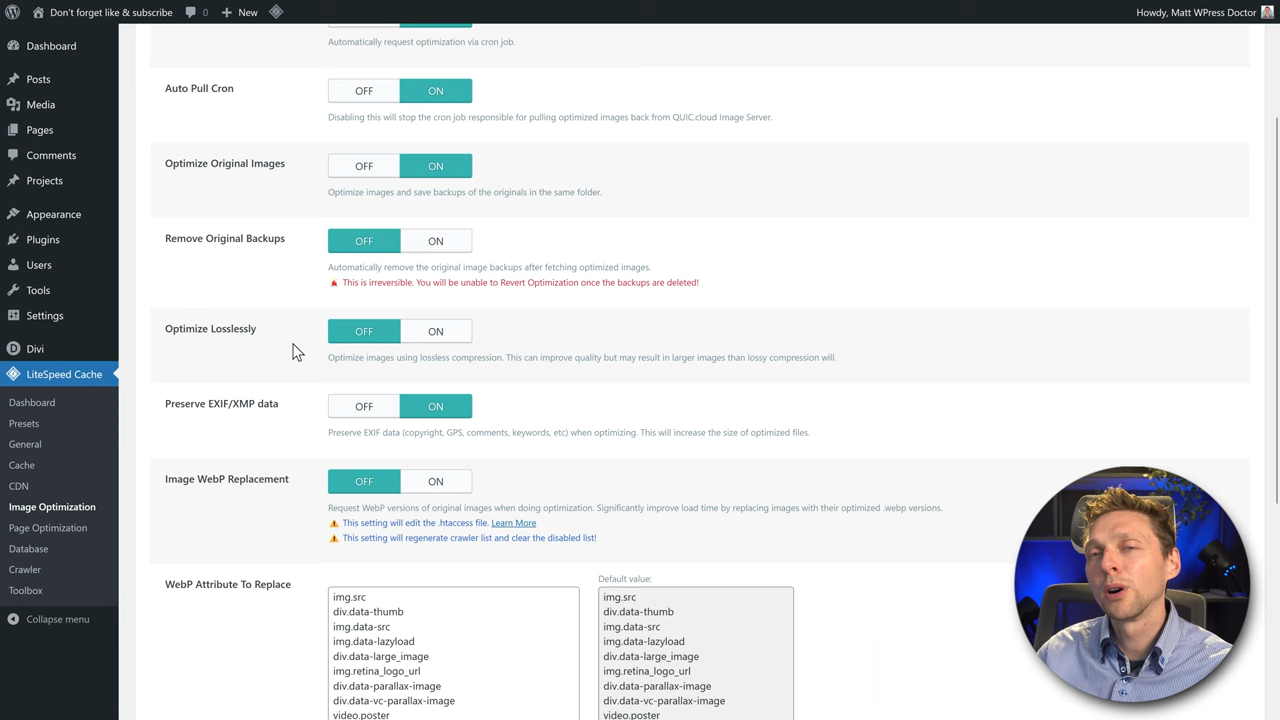 Don't forget like & subscribe
0
New
Howdy, Matt WPress Doctor
Dashboard
Posts
Media
Pages
Comments
Projects
Appearance
Plugins
Users
Tools
Settings
Divi
LiteSpeed Cache
Dashboard
Presets
General
Cache
CDN
Image Optimization
Page Optimization
Database
Crawler
Toolbox
Collapse menu
Automatically request optimization via cron job.
Auto Pull Cron
OFF ON
Disabling this will stop the cron job responsible for pulling optimized images back from QUIC.cloud Image Server.
Optimize Original Images
OFF ON
Optimize images and save backups of the originals in the same folder.
Remove Original Backups
OFF ON
Automatically remove the original image backups after fetching optimized images.
This is irreversible. You will be unable to Revert Optimization once the backups are deleted!
Optimize Losslessly
OFF ON
Optimize images using lossless compression. This can improve quality but may result in larger images than lossy compression will.
Preserve EXIF/XMP data
OFF ON
Preserve EXIF data (copyright, GPS, comments, keywords, etc) when optimizing. This will increase the size of optimized files.
Image WebP Replacement
OFF ON
Request WebP versions of original images when doing optimization. Significantly improve load time by replacing images with their optimized .webp versions.
This setting will edit the .htaccess file. Learn More
This setting will regenerate crawler list and clear the disabled list!
WebP Attribute To Replace
img.src
div.data-thumb
img.data-src
img.data-lazyload
div.data-large_image
img.retina_logo_url
div.data-parallax-image
div.data-vc-parallax-image
video.poster
Default value:
img.src
div.data-thumb
img.data-src
img.data-lazyload
div.data-large_image
img.retina_logo_url
div.data-parallax-image
div.data-vc-parallax-image
video.poster